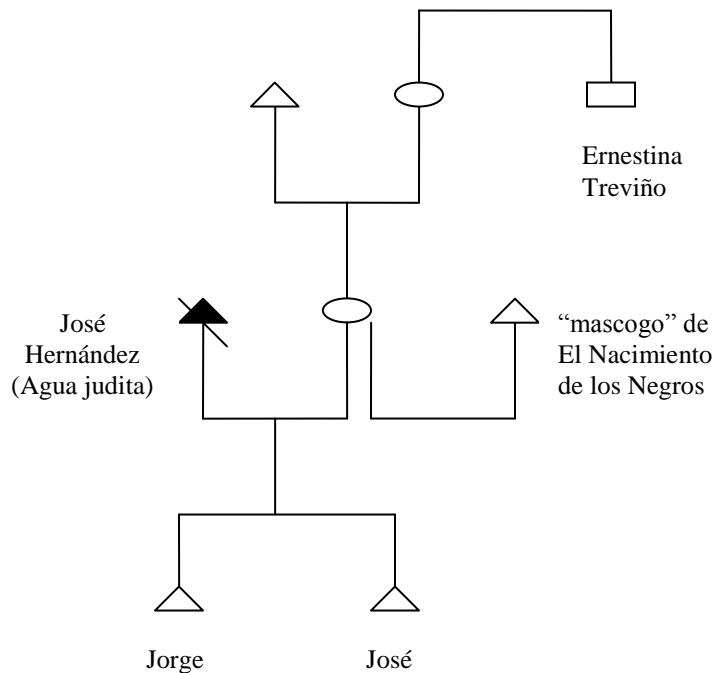 Ernestina
Treviño
José
Hernández
(Agua judita)
“mascogo” de
El Nacimiento
de los Negros
Jorge
José